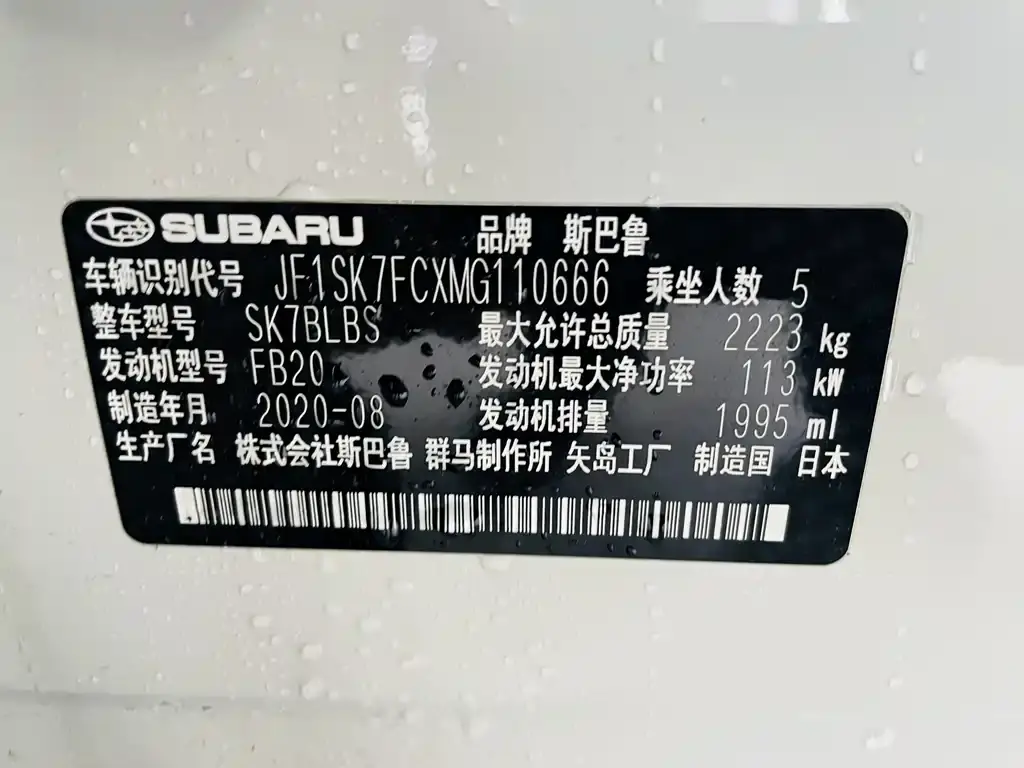 SUBARU 品牌 斯巴鲁
车辆识别代号 JF1SK7FCXMG110666 乘坐人数 5
整车型号 SK7BLBS 最大允许总质量 2223 kg
发动机型号 FB20 发动机最大净功率 113 kW
制造年月 2020-08 发动机排量 1995 ml
生产厂名 株式会社斯巴鲁 群马制作所 矢岛工厂 制造国 日本